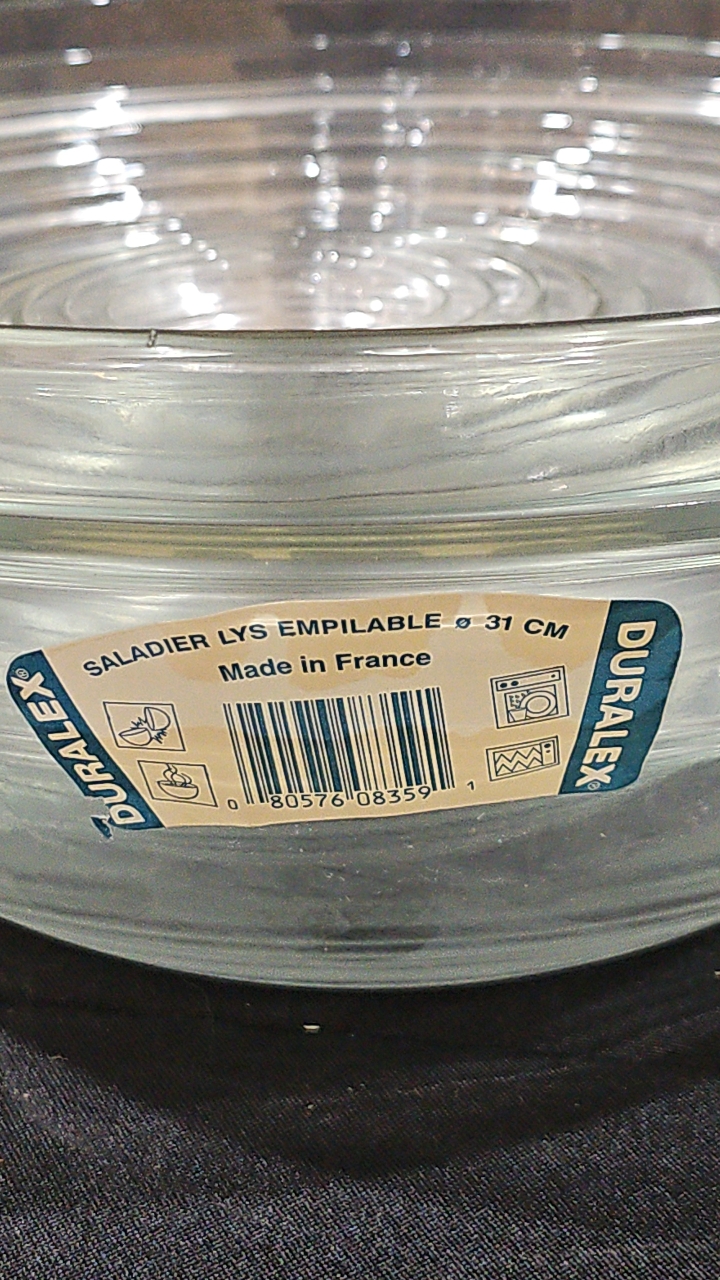 SALADIER LYS EMPILABLE ø 31 CM
Made in France
DURALEX®
DURALEX®
0 80576 08359 1